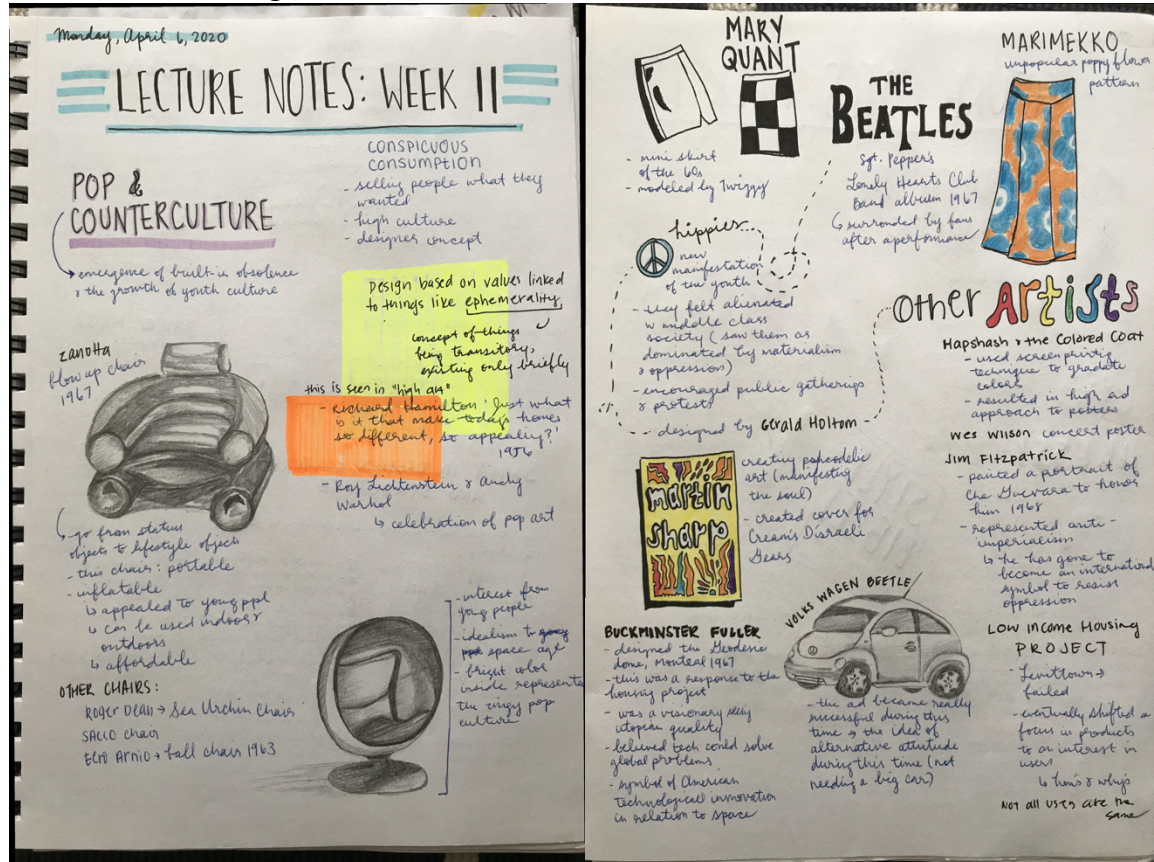 Monday, April 6, 2020
LECTURE NOTES: WEEK 11
POP &
COUNTERCULTURE
emergence of built-in obsolence
& the growth of youth culture
CONSPICUOUS
CONSUMPTION
- selling people what they
wanted
- high culture
- designer concept
Design based on values linked
to things like ephemerality,
concept of things
being transitory,
existing only briefly
this is seen in "high art"
- Richard Hamilton 'Just what
is it that make today homes
so different, so appealing?'
1956
- Roy Lichtenstein & Andy
Warhol
↳ celebration of pop art
Zanotta
blow up chair
1967
- go from status
objects to lifestyle objects
- this chair: portable
- inflatable
↳ appealed to young ppl
↳ can be used indoor &
outdoors
↳ affordable
OTHER CHAIRS:
ROGER DEAN → Sea Urchin Chair
SACCO chair
Eero Arnio → ball chair 1963
- interest from
young people
- idealism to
space age
- bright color
inside represented
the zingy pop
culture
MARY
QUANT
- mini skirt
of the 60s
- modeled by Twiggy
THE
BEATLES
Sgt. Pepper's
Lonely Hearts Club
Band album 1967
↳ surronded by fans
after a performance
MARIMEKKO
unpopular poppy flower
pattern
hippies...
new
manifestation
of the youth
- they felt alienated
w middle class
society (saw them as
dominated by materialism
& oppression)
- encouraged public gatherings
& protests
- designed by Gerald Holtom
Other Artists
Hapshash & the Colored Coat
- used screen printig
technique to gradate
colors
- resulted in high ad
approach to posters
Wes Wilson concert poster
Jim Fitzpatrick
- painted a portrait of
Che Guevara to honor
him 1968
- represented anti-
imperialism
↳ he has gone to
become an international
symbol to resist
oppression
martin
sharp
creating psycodelic
art (manifesting
the soul)
- created cover for
Cream's Disraeli
Gears
BUCKMINSTER FULLER
- designed the Geodesic
dome, Montreal 1967
- this was a response to the
housing project
- was a visionary
utopian quality
- believed tech could solve
global problems
- symbol of American
technological innovation
in relation to space
VOLKS WAGEN BEETLE
- the ad became really
successful during this
time → the idea of
alternative attitude
during this time (not
needing a big car)
LOW INCOME HOUSING
PROJECT
- Levittown →
failed
- eventually shifted a
focus in products
to an interest in
users
↳ how's & why's
Not all users are the
same